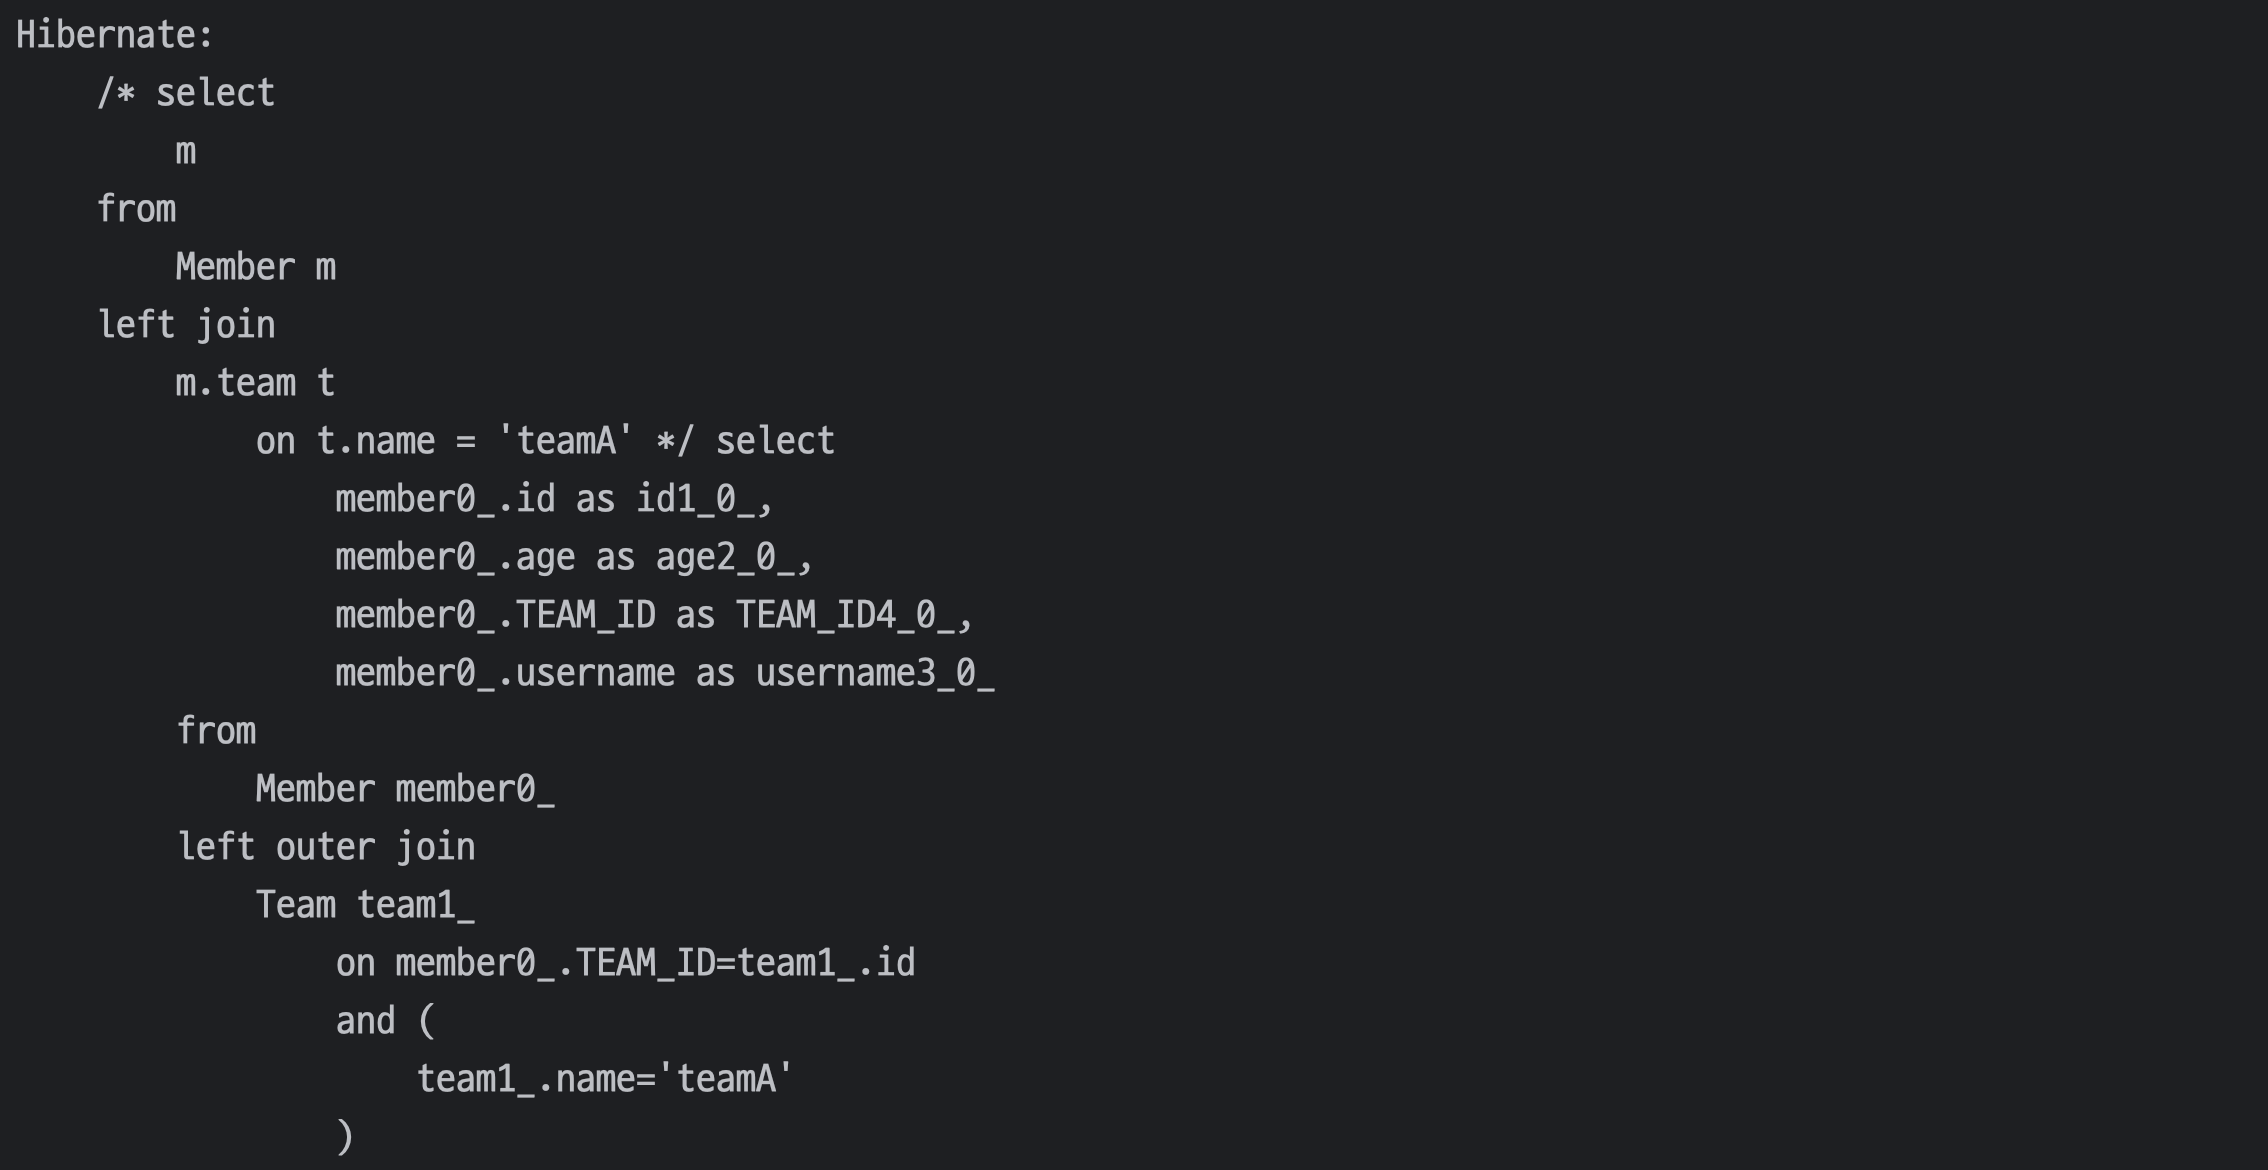 Hibernate:
    /* select
        m
    from
        Member m
    left join
        m.team t
            on t.name = 'teamA' */ select
                member0_.id as id1_0_,
                member0_.age as age2_0_,
                member0_.TEAM_ID as TEAM_ID4_0_,
                member0_.username as username3_0_
        from
            Member member0_
        left outer join
            Team team1_
                on member0_.TEAM_ID=team1_.id
                and (
                    team1_.name='teamA'
                )